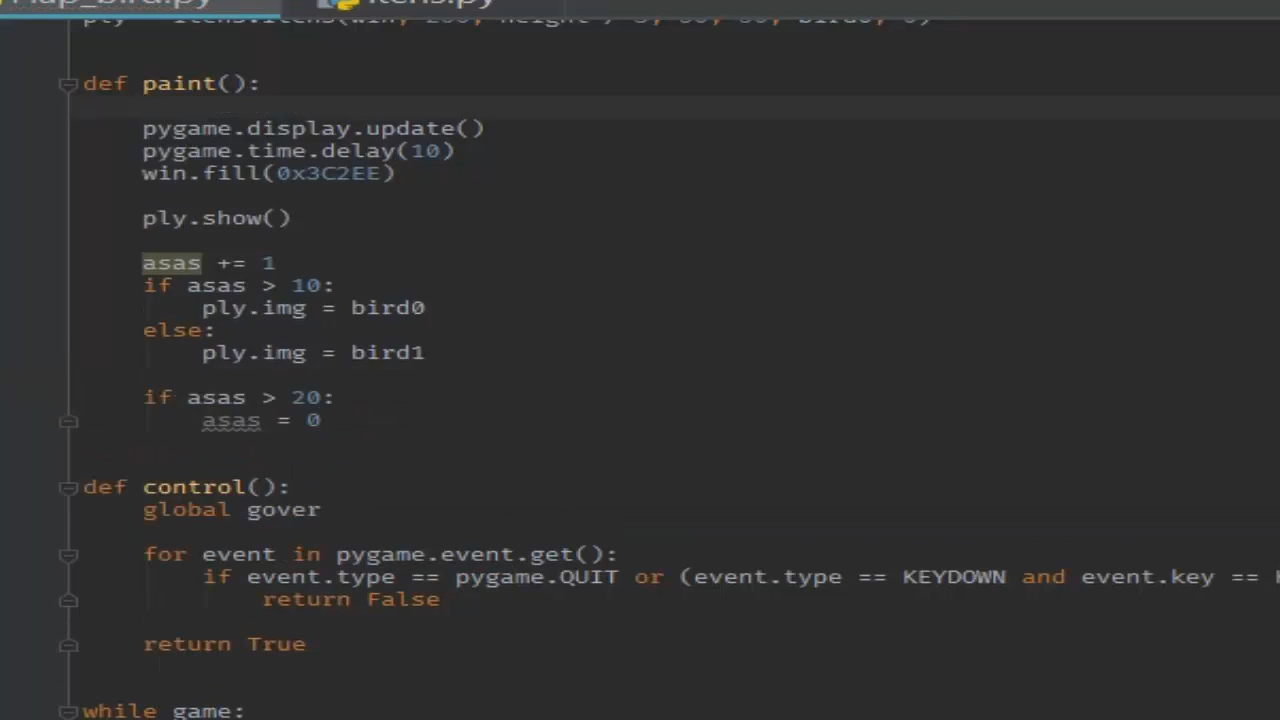 def paint():
pygame.display.update()
pygame.time.delay(10)
win.fill(0x3C2EE)
ply.show()
asas += 1
if asas > 10:
ply.img = bird0
else:
ply.img = bird1
if asas > 20:
asas = 0
def control():
global gover
for event in pygame.event.get():
if event.type == pygame.QUIT or (event.type == KEYDOWN and event.key ==
return False
return True
while game: